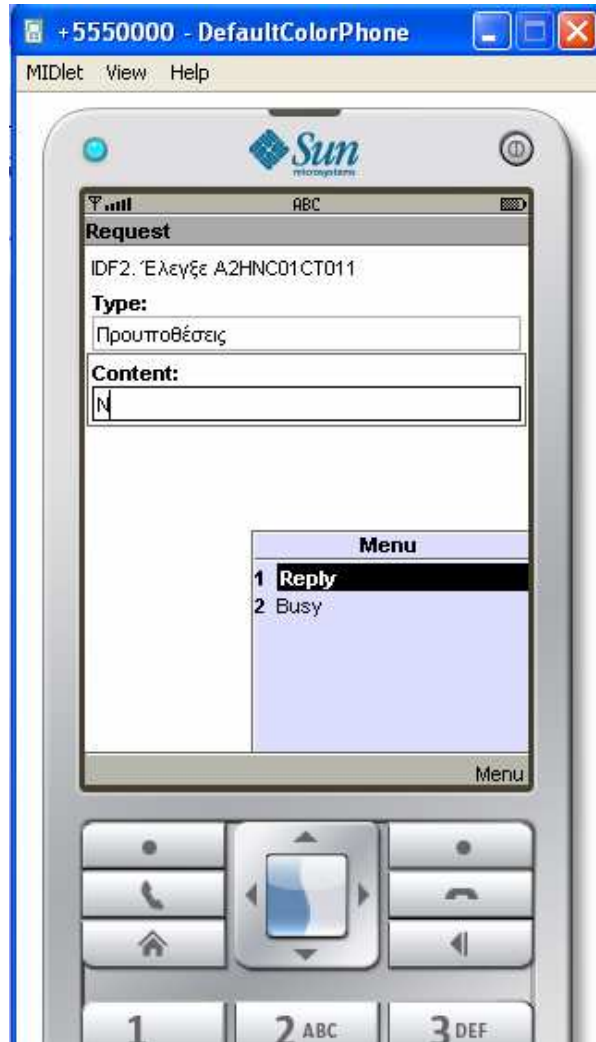 +5550000 - DefaultColorPhone
MIDlet View Help
Sun
microsystems
ABC
Request
IDF2. Έλεγξε A2HNC01CT011
Type:
Προυποθέσεις
Content:
N
Menu
1 Reply
2 Busy
Menu
1 2 ABC 3 DEF